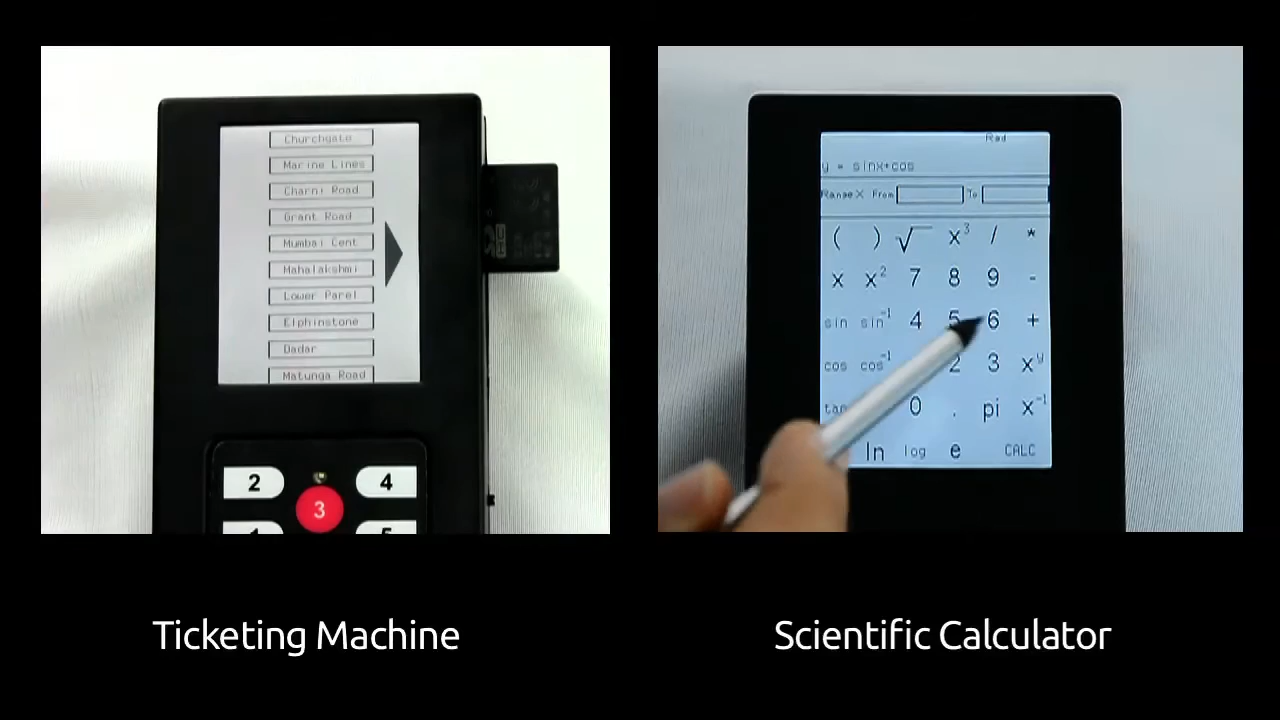 Churchgate
Marine Lines
Charni Road
Grant Road
Mumbai Cent
Mahalakshmi
Lower Parel
Elphinstone
Dadar
Matunga Road
2
4
3
Rad
y = sinx+cos
Range X From To
( ) √ x³ / *
x x² 7 8 9 -
sin sin⁻¹ 4 5 6 +
cos cos⁻¹ 2 3 xʸ
0 . pi x⁻¹
ln log e CALC
Ticketing Machine
Scientific Calculator